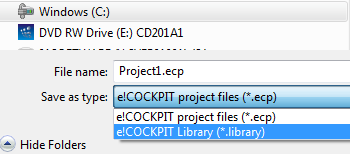 Windows (C:)
DVD RW Drive (E:) CD201A1
File name: Project1.ecp
Save as type: e!COCKPIT project files (*.ecp)
e!COCKPIT project files (*.ecp)
e!COCKPIT Library (*.library)
Hide Folders